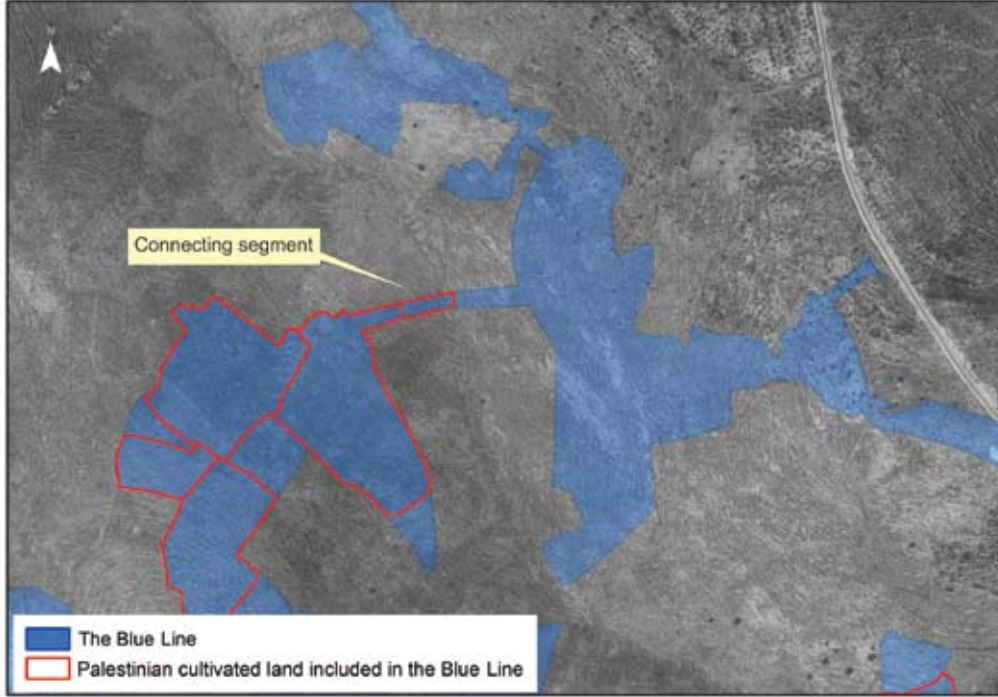 Connecting segment
The Blue Line
Palestinian cultivated land included in the Blue Line